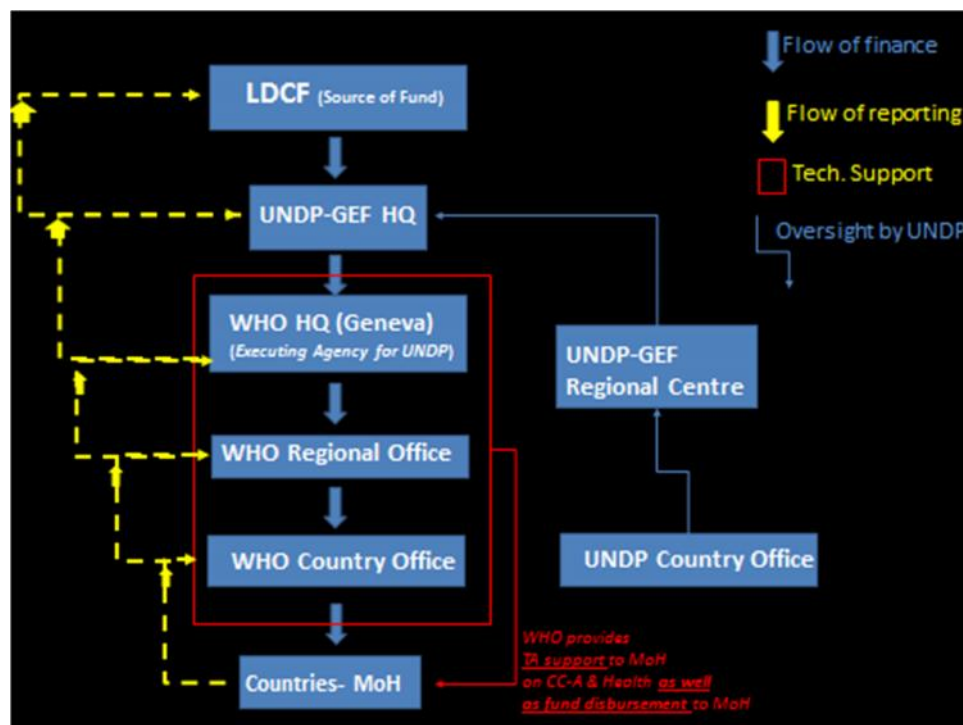 Flow of finance
LDCF (Source of Fund)
Flow of reporting
Tech. Support
UNDP-GEF HQ
Oversight by UNDP
WHO HQ (Geneva)
(Executing Agency for UNDP)
UNDP-GEF
Regional Centre
WHO Regional Office
WHO Country Office
UNDP Country Office
WHO provides
TA support to MoH
on CC-A & Health as well
as fund disbursement to MoH
Countries- MoH